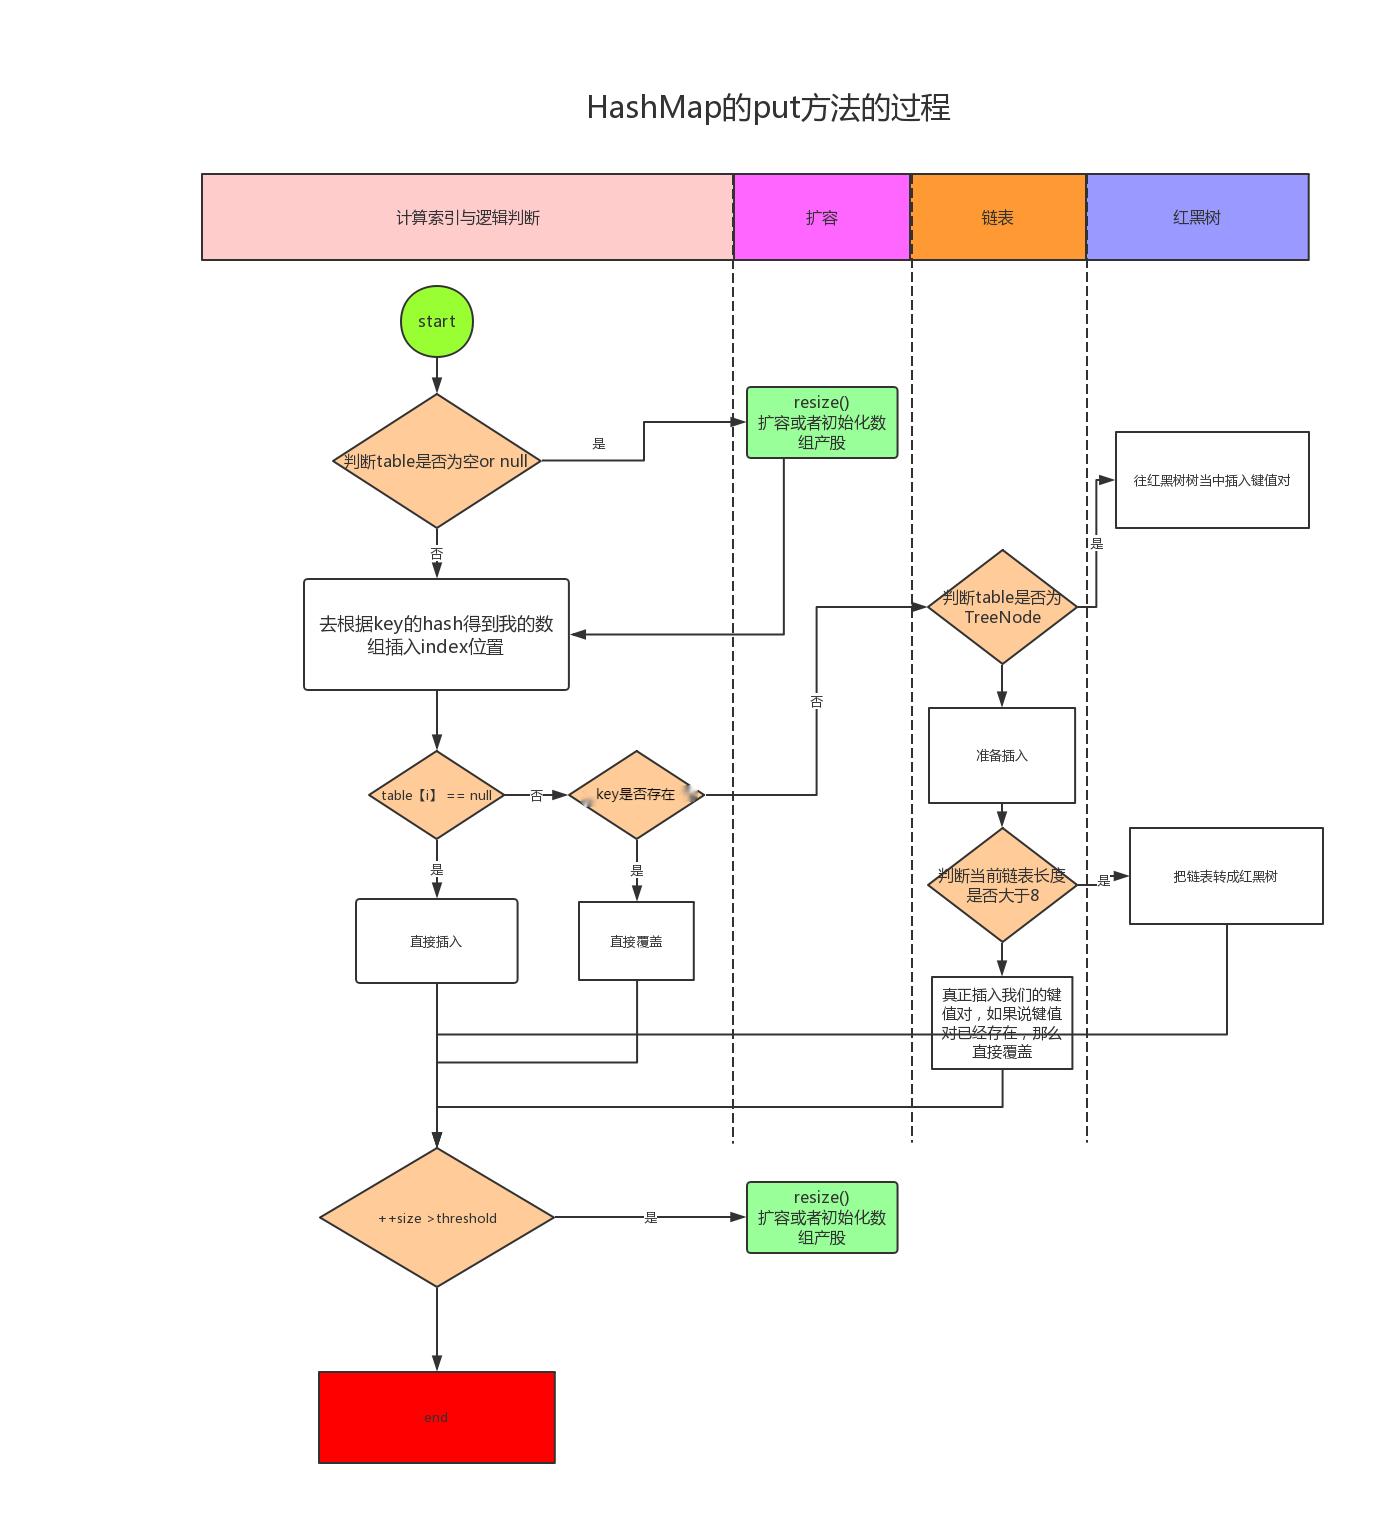 HashMap的put方法的过程
计算索引与逻辑判断
扩容
链表
红黑树
start
判断table是否为空or null
是
resize()
扩容或者初始化数
组产股
否
去根据key的hash得到我的数
组插入index位置
往红黑树树当中插入键值对
是
判断table是否为
TreeNode
否
准备插入
table【i】 == null
否
key是否存在
是
是
判断当前链表长度
是否大于8
是
把链表转成红黑树
直接插入
直接覆盖
真正插入我们的键
值对，如果说键值
对已经存在，那么
直接覆盖
++size >threshold
是
resize()
扩容或者初始化数
组产股
end